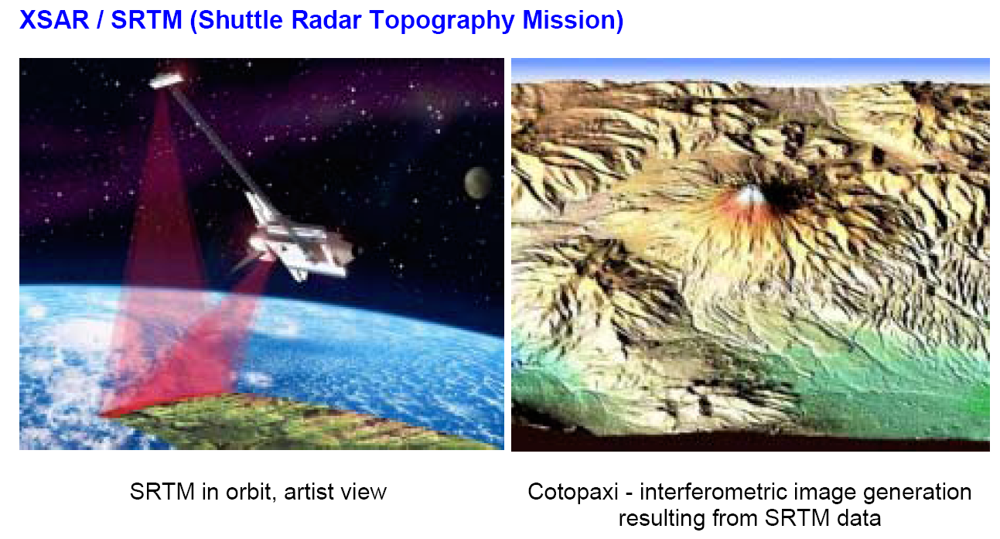 XSAR / SRTM (Shuttle Radar Topography Mission)
SRTM in orbit, artist view
Cotopaxi - interferometric image generation
resulting from SRTM data